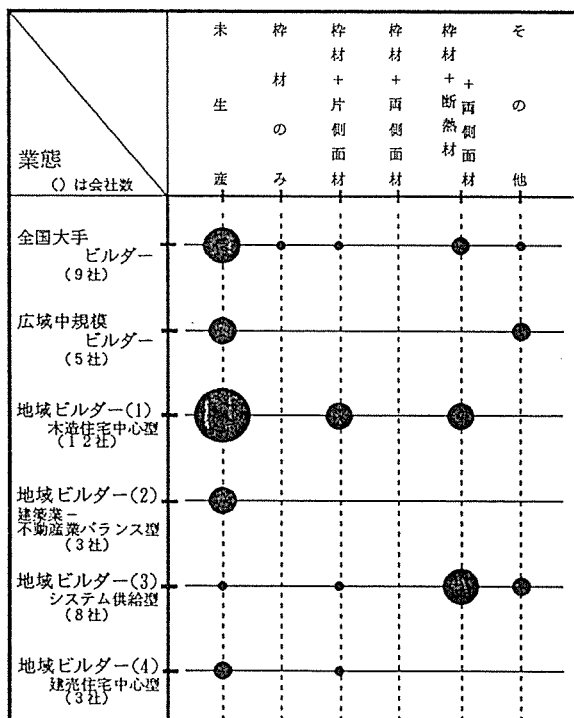 業態
()は会社数
未生産
枠材のみ
枠材+片側面材
枠材+両側面材
枠材+断熱材
+両側面材
その他
全国大手
ビルダー
(9社)
広域中規模
ビルダー
(5社)
地域ビルダー(1)
木造住宅中心型
(12社)
地域ビルダー(2)
建築業−
不動産業バランス型
(3社)
地域ビルダー(3)
システム供給型
(8社)
地域ビルダー(4)
建売住宅中心型
(3社)